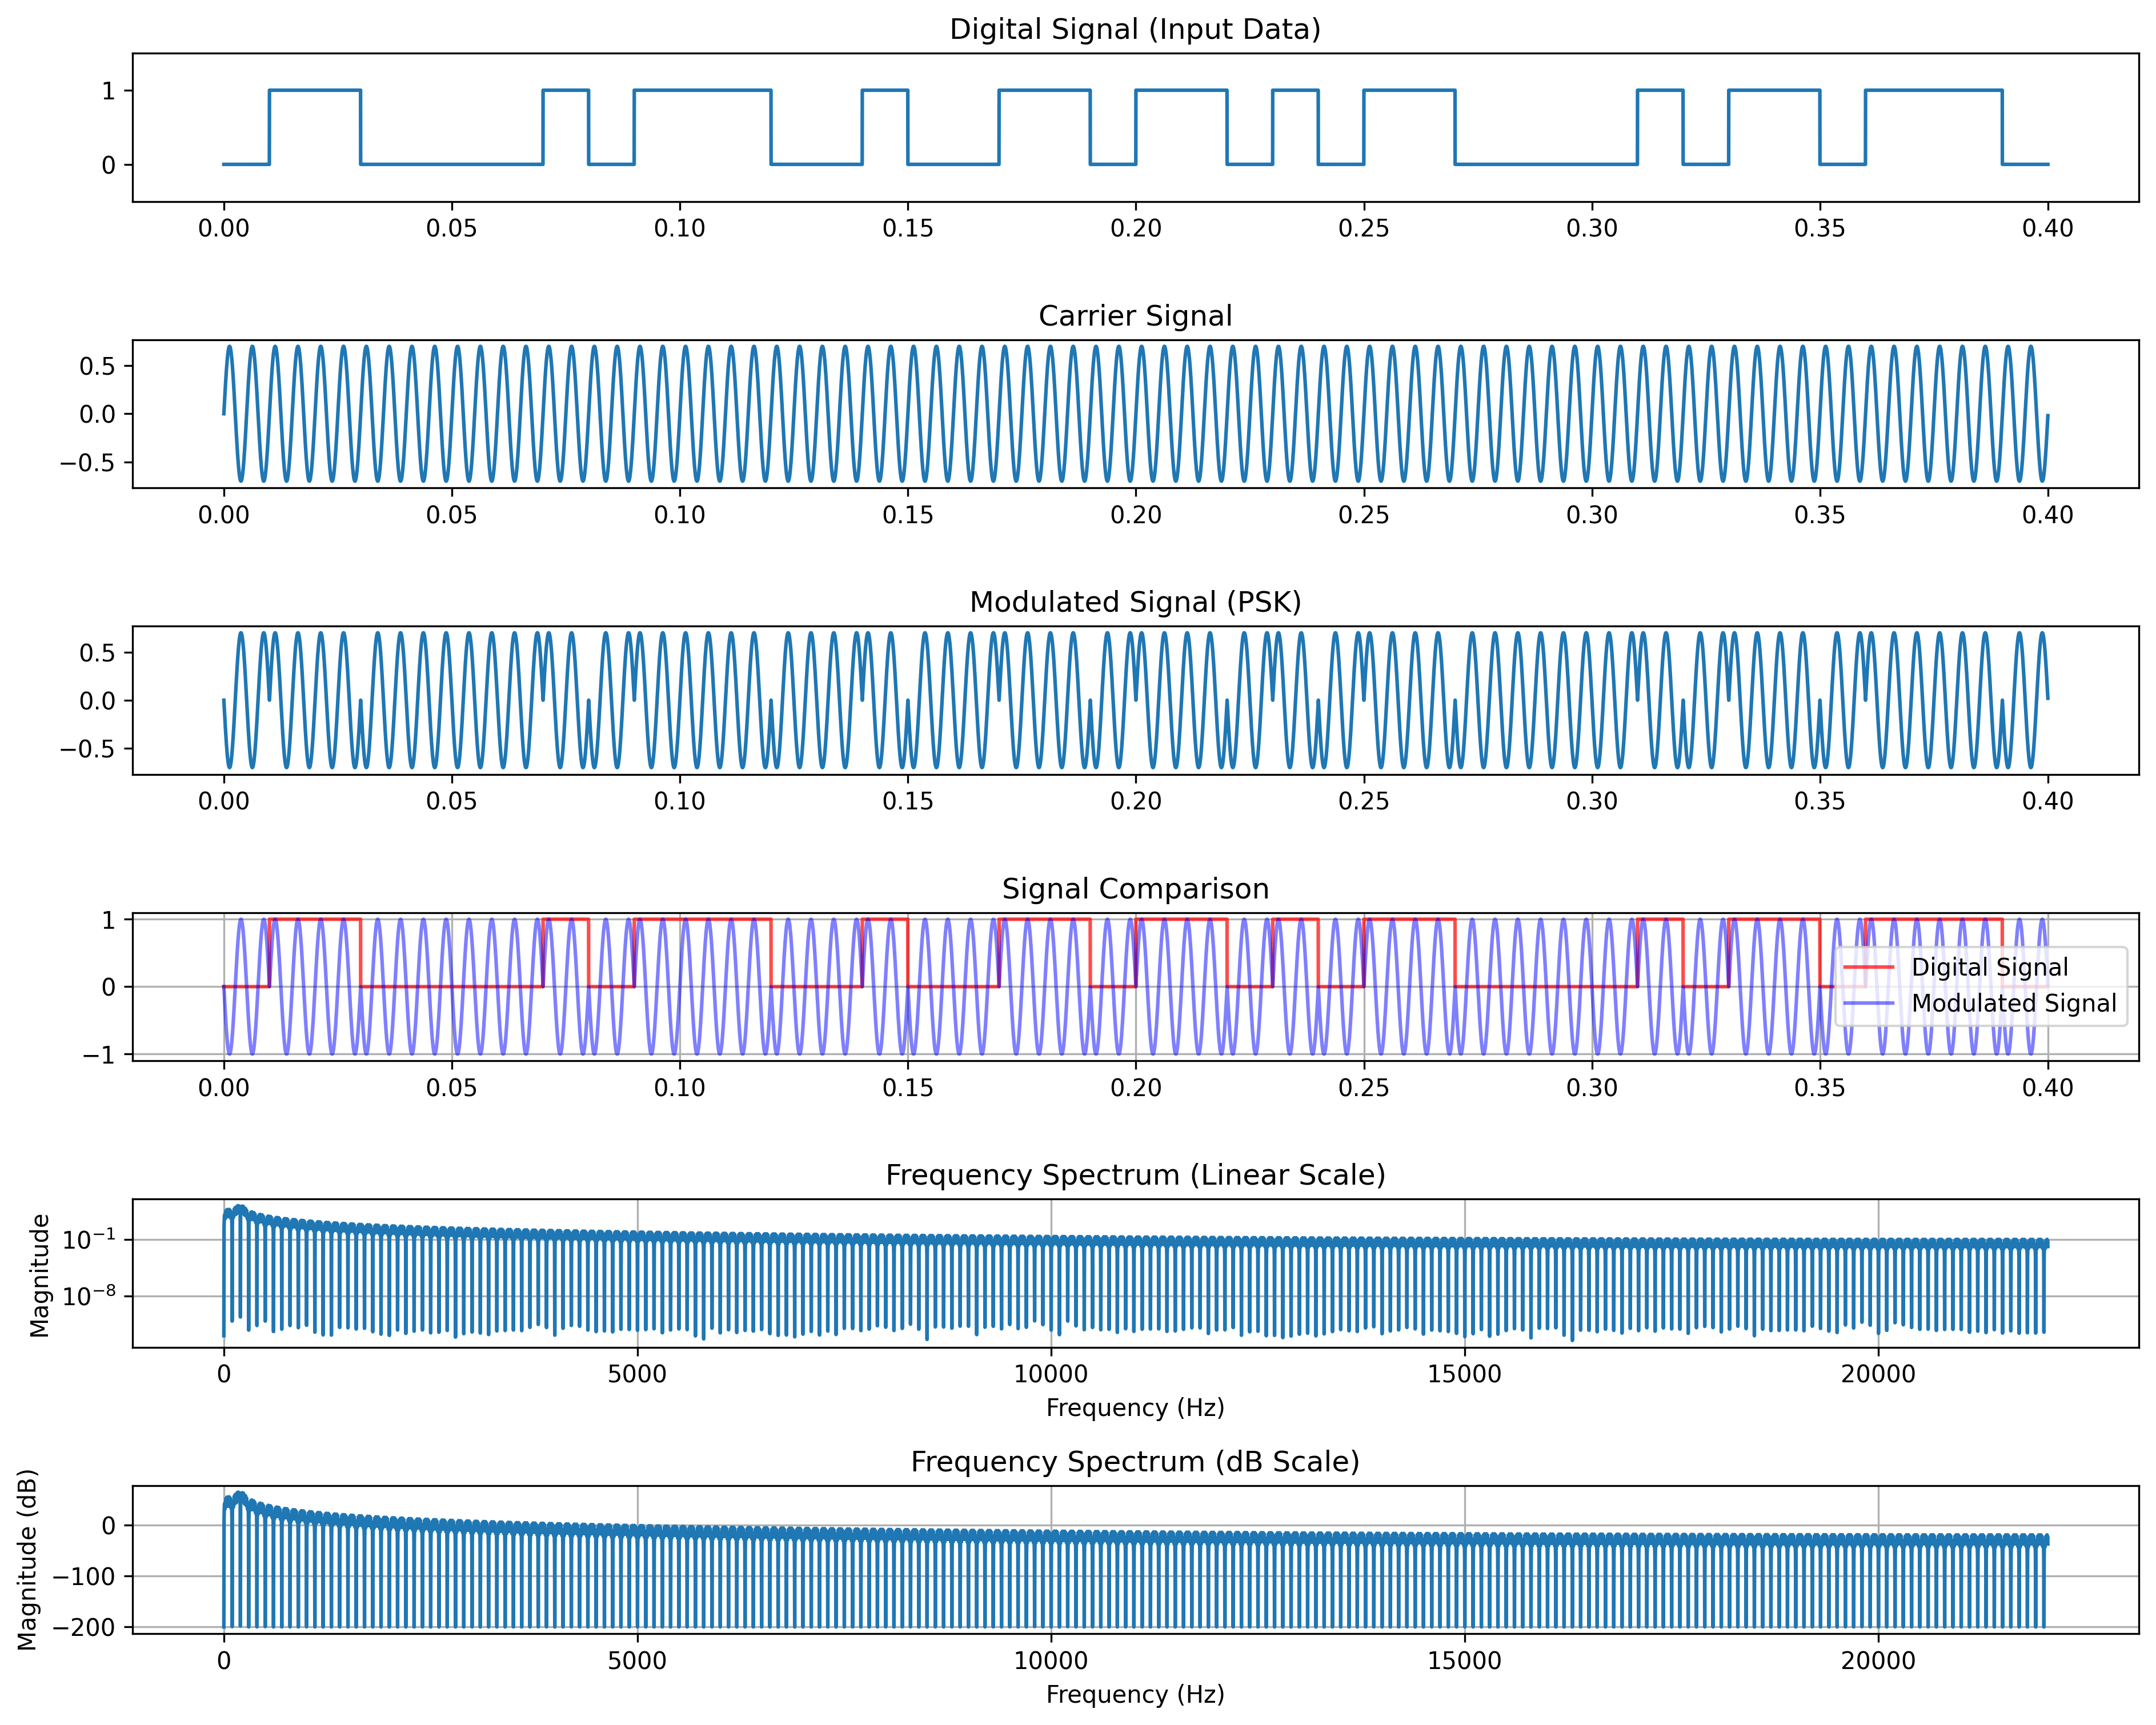 Digital Signal (Input Data)
1
0
0.00 0.05 0.10 0.15 0.20 0.25 0.30 0.35 0.40
Carrier Signal
0.5
0.0
−0.5
0.00 0.05 0.10 0.15 0.20 0.25 0.30 0.35 0.40
Modulated Signal (PSK)
0.5
0.0
−0.5
0.00 0.05 0.10 0.15 0.20 0.25 0.30 0.35 0.40
Signal Comparison
1
0
−1
Digital Signal
Modulated Signal
0.00 0.05 0.10 0.15 0.20 0.25 0.30 0.35 0.40
Frequency Spectrum (Linear Scale)
Magnitude
10⁻¹
10⁻⁸
0 5000 10000 15000 20000
Frequency (Hz)
Frequency Spectrum (dB Scale)
Magnitude (dB)
0
−100
−200
0 5000 10000 15000 20000
Frequency (Hz)